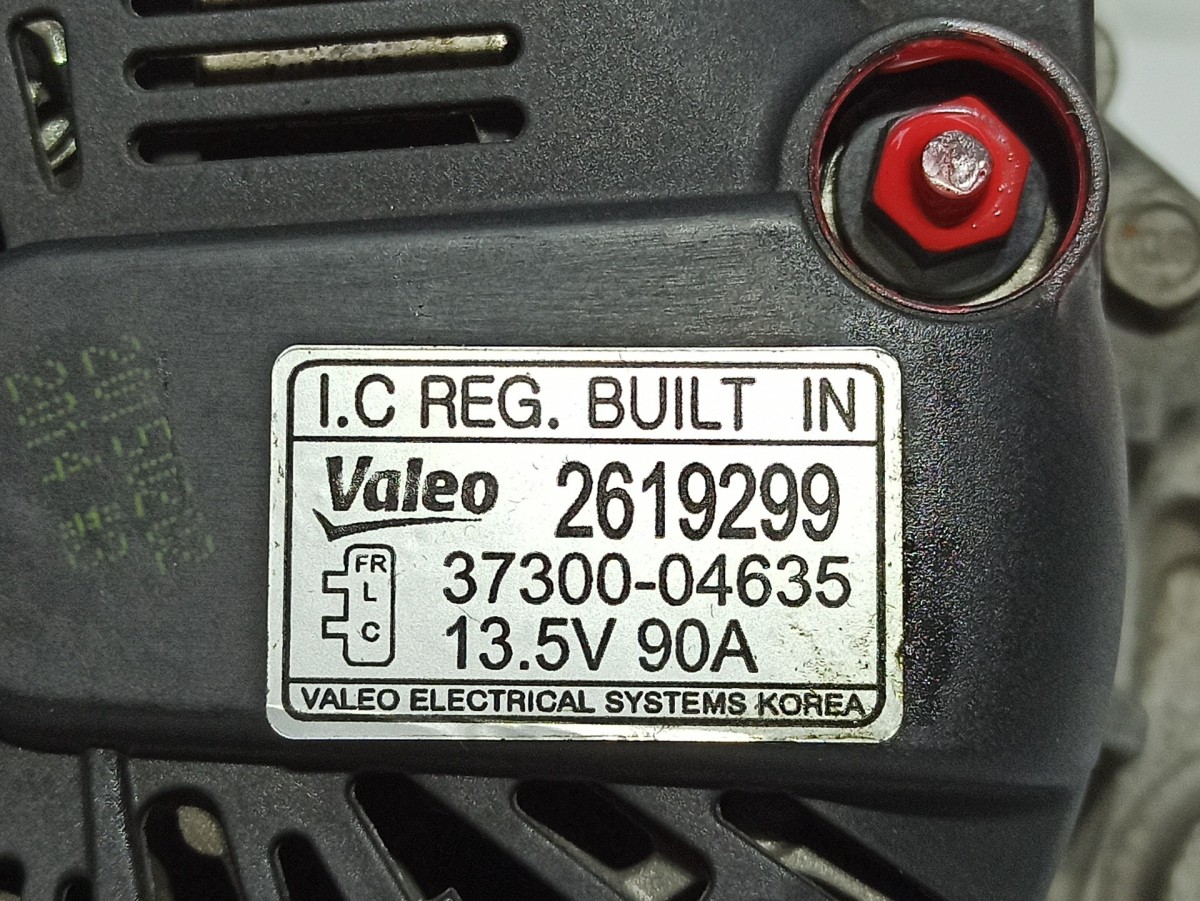 I.C REG. BUILT IN
Valeo 2619299
FR
37300-04635
L
C
13.5V 90A
VALEO ELECTRICAL SYSTEMS KOREA